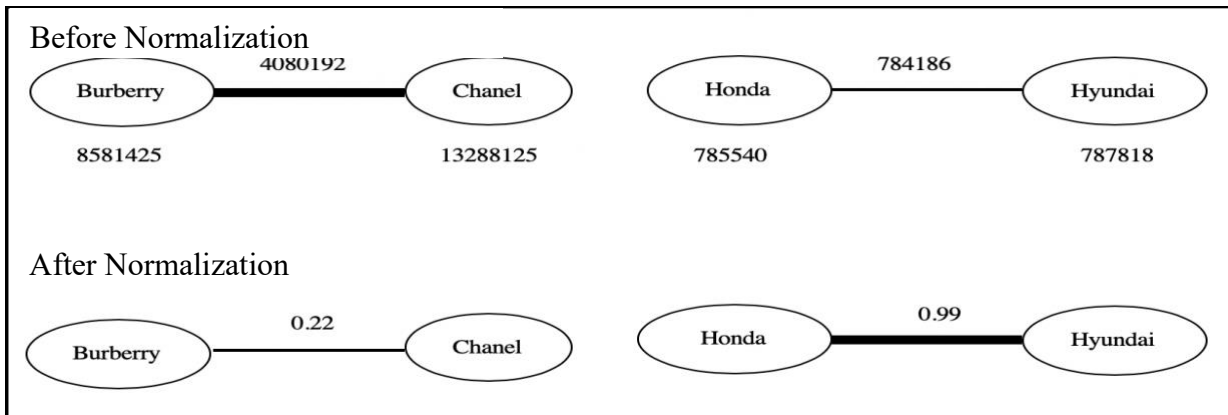 Before Normalization
4080192
784186
Burberry
Chanel
Honda
Hyundai
8581425
13288125
785540
787818
After Normalization
0.22
0.99
Burberry
Chanel
Honda
Hyundai